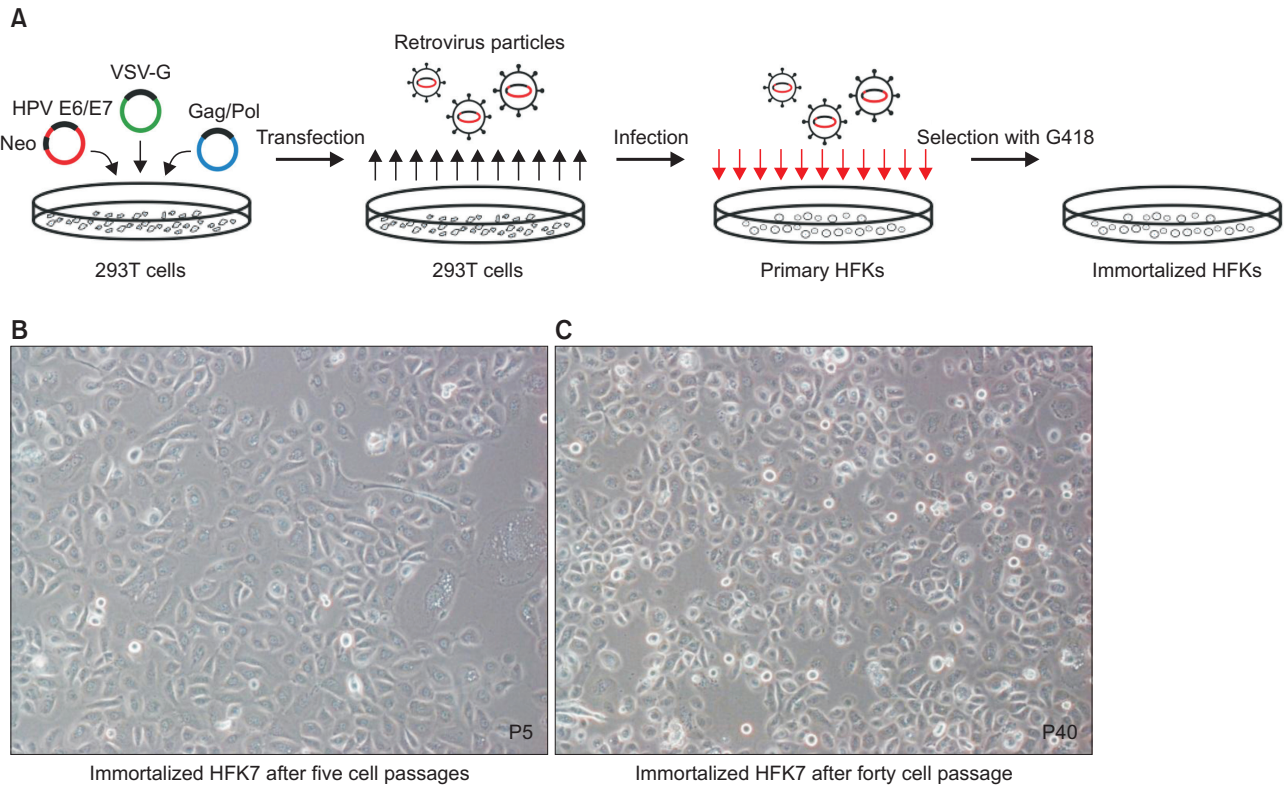 A
Retrovirus particles
VSV-G
HPV E6/E7
Gag/Pol
Neo
Transfection
Infection
Selection with G418
293T cells
293T cells
Primary HFKs
Immortalized HFKs
B
C
P5
P40
Immortalized HFK7 after five cell passages
Immortalized HFK7 after forty cell passage